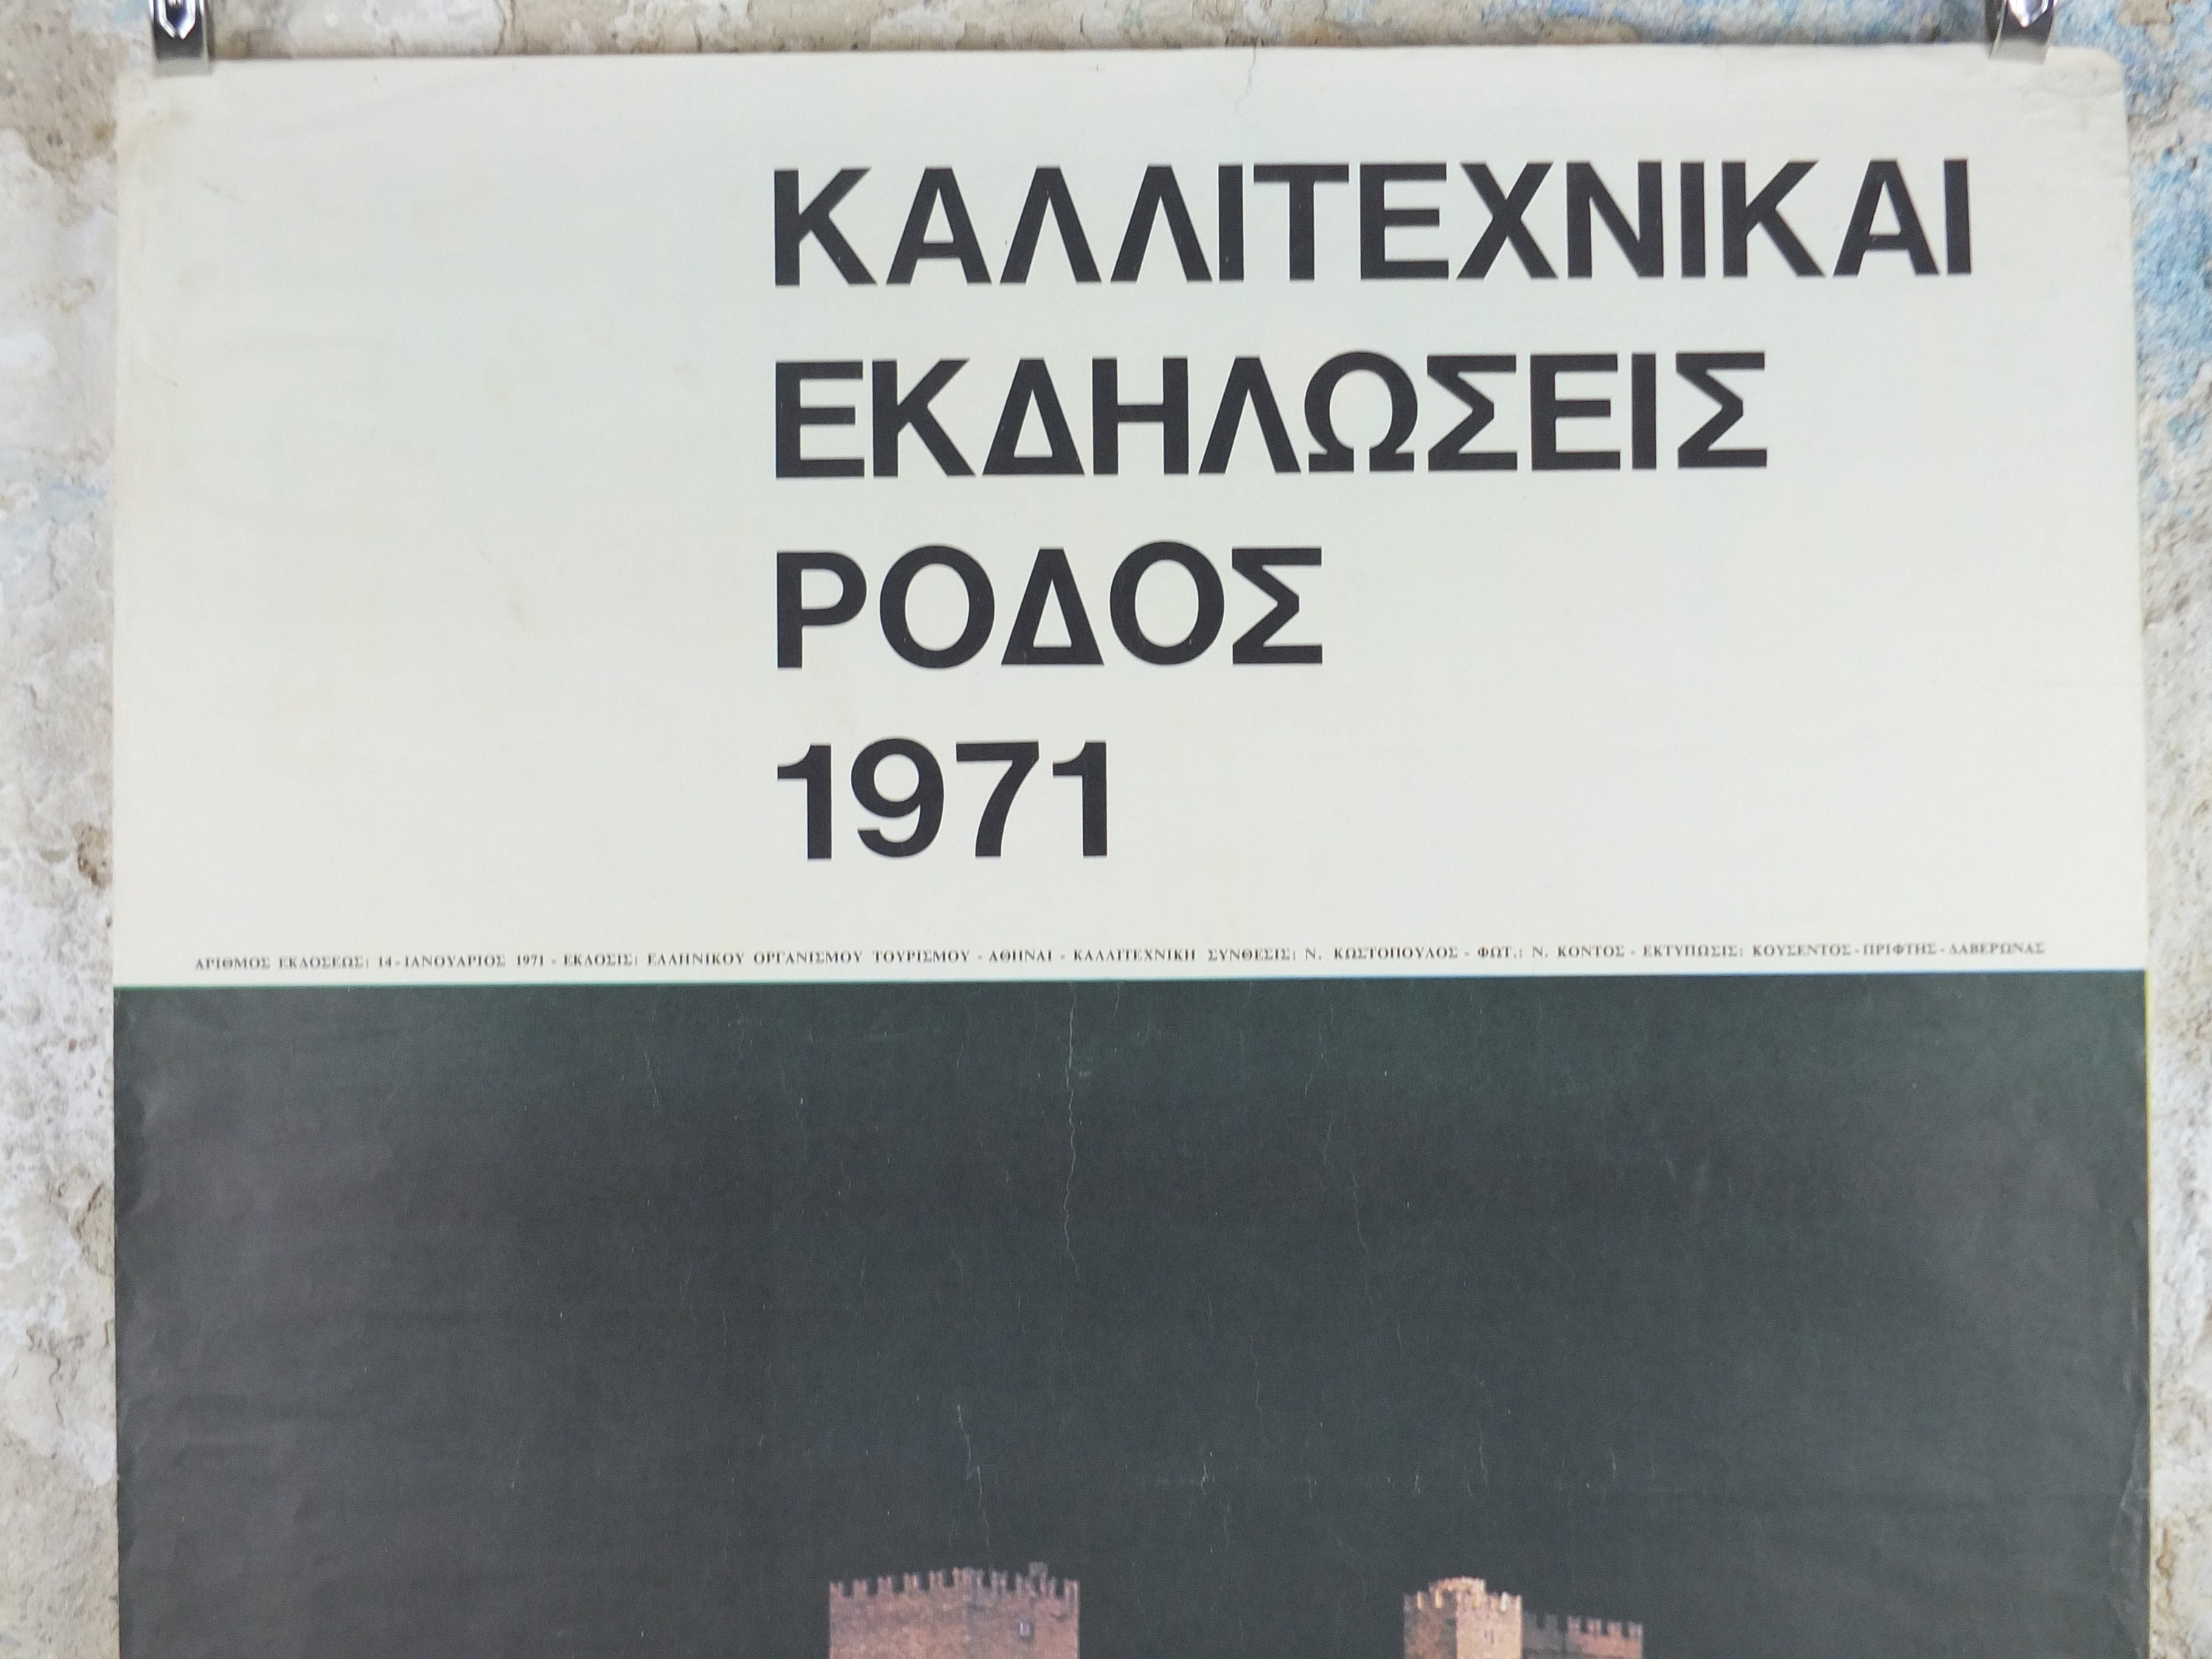 ΚΑΛΛΙΤΕΧΝΙΚΑΙ
ΕΚΔΗΛΩΣΕΙΣ
ΡΟΔΟΣ
1971
ΑΡΙΘΜΟΣ ΕΚΔΟΣΕΩΣ: 14 - ΙΑΝΟΥΑΡΙΟΣ 1971 - ΕΚΔΟΣΙΣ: ΕΛΛΗΝΙΚΟΥ ΟΡΓΑΝΙΣΜΟΥ ΤΟΥΡΙΣΜΟΥ - ΑΘΗΝΑΙ - ΚΑΛΛΙΤΕΧΝΙΚΗ ΣΥΝΘΕΣΙΣ: Ν. ΚΩΣΤΟΠΟΥΛΟΣ - ΦΩΤ.: Ν. ΚΟΝΤΟΣ - ΕΚΤΥΠΩΣΙΣ: ΚΟΥΣΕΝΤΟΣ - ΠΡΙΦΤΗΣ - ΔΑΒΕΡΩΝΑΣ